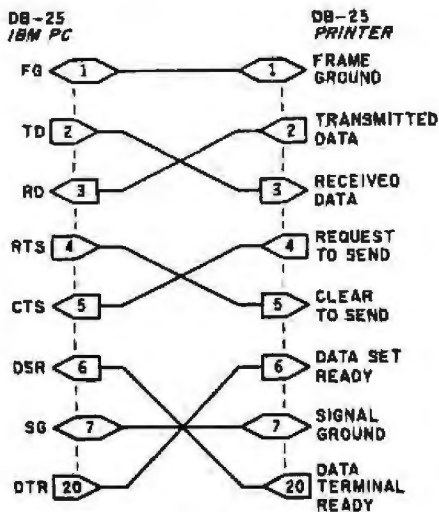 DB-25
IBM PC
DB-25
PRINTER
FG 1 1 FRAME
GROUND
TD 2 2 TRANSMITTED
DATA
RD 3 3 RECEIVED
DATA
RTS 4 4 REQUEST
TO SEND
CTS 5 5 CLEAR
TO SEND
DSR 6 6 DATA SET
READY
SG 7 7 SIGNAL
GROUND
DTR 20 20 DATA
TERMINAL
READY